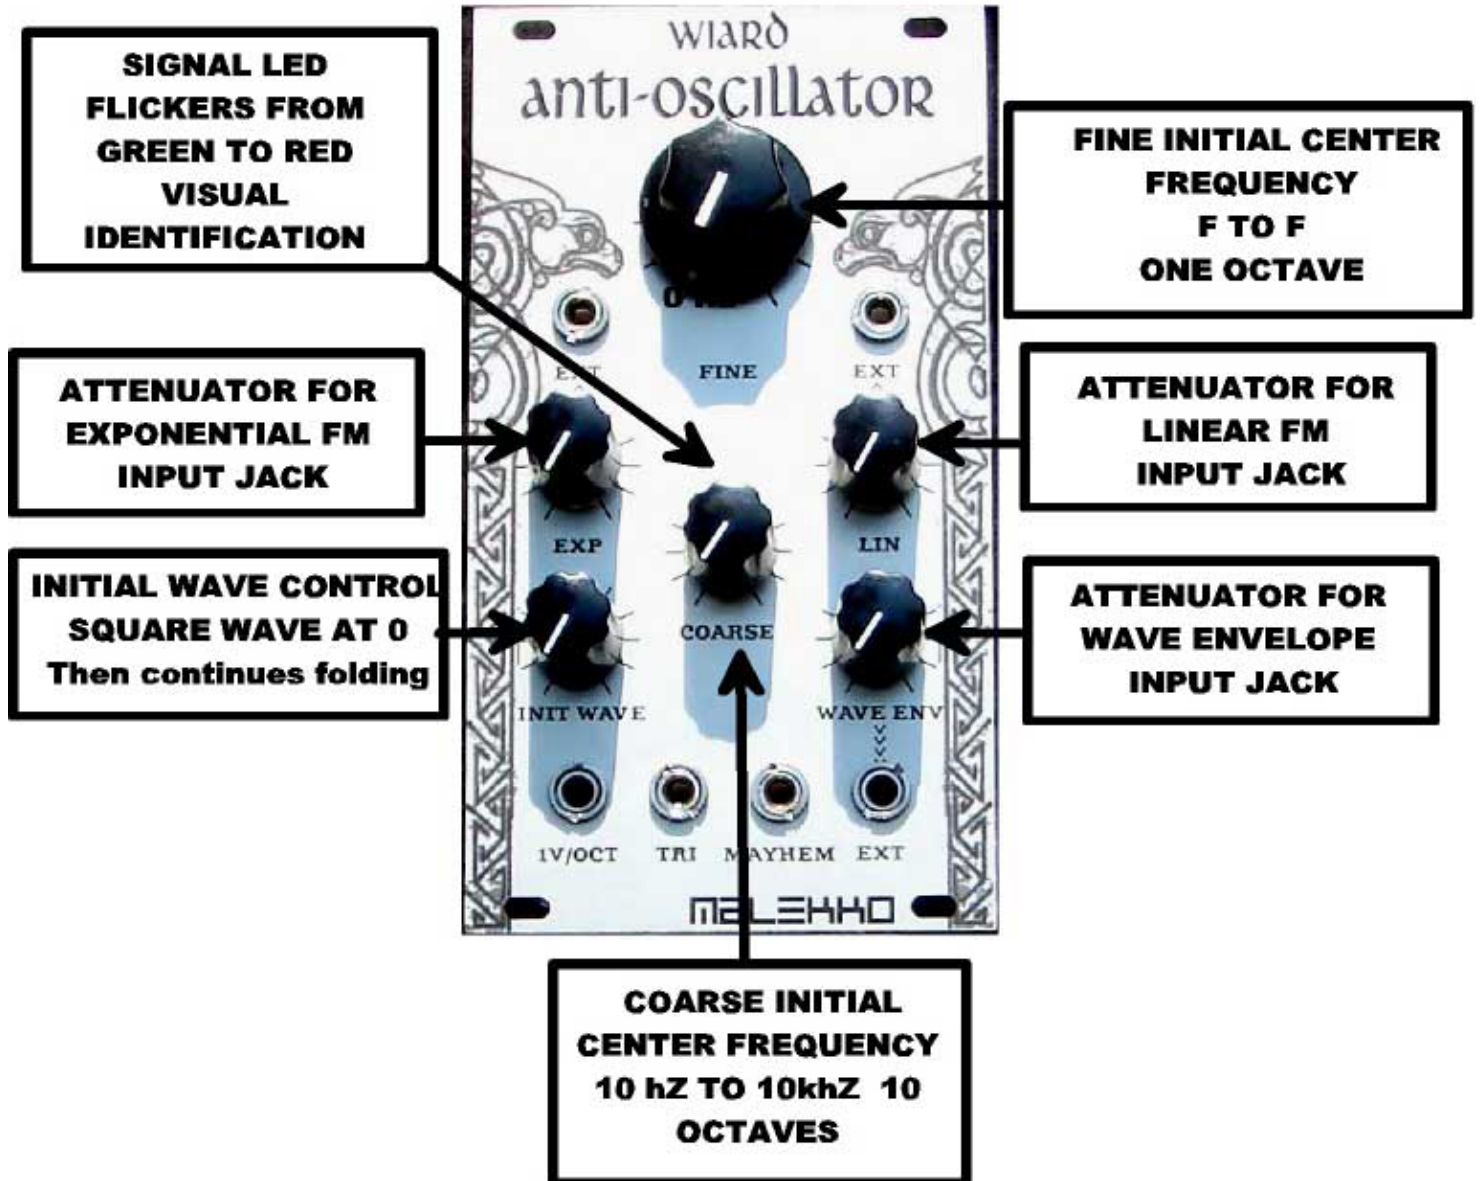 WIARD
anti-oscillator
SIGNAL LED
FLICKERS FROM
GREEN TO RED
VISUAL
IDENTIFICATION
FINE INITIAL CENTER
FREQUENCY
F TO F
ONE OCTAVE
EXT
FINE
EXT
ATTENUATOR FOR
EXPONENTIAL FM
INPUT JACK
ATTENUATOR FOR
LINEAR FM
INPUT JACK
EXP
LIN
INITIAL WAVE CONTROL
SQUARE WAVE AT 0
Then continues folding
COARSE
ATTENUATOR FOR
WAVE ENVELOPE
INPUT JACK
INIT WAVE
WAVE ENV
1V/OCT TRI MAYHEM EXT
MALEKKO
COARSE INITIAL
CENTER FREQUENCY
10 hZ TO 10khZ 10
OCTAVES